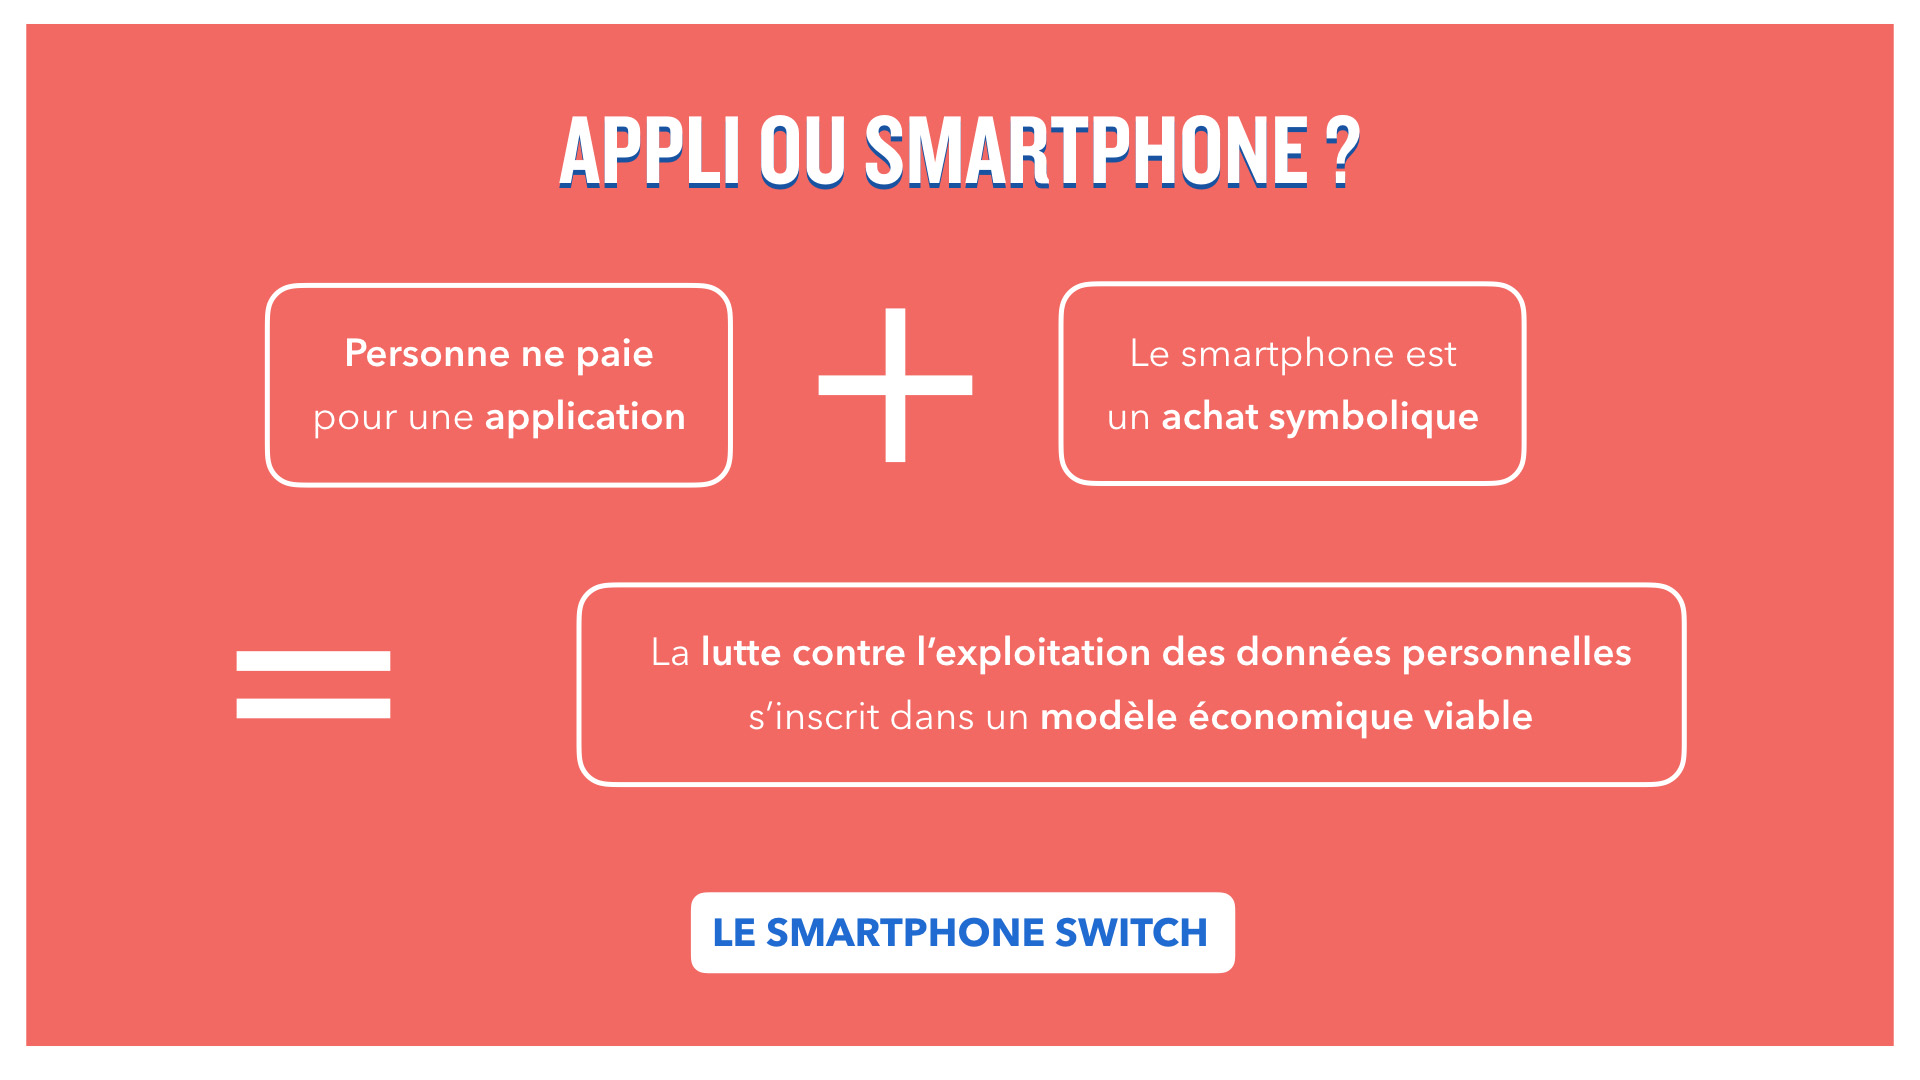 APPLI OU SMARTPHONE ?
Personne ne paie
pour une application
+
Le smartphone est
un achat symbolique
=
La lutte contre l’exploitation des données personnelles
s’inscrit dans un modèle économique viable
LE SMARTPHONE SWITCH